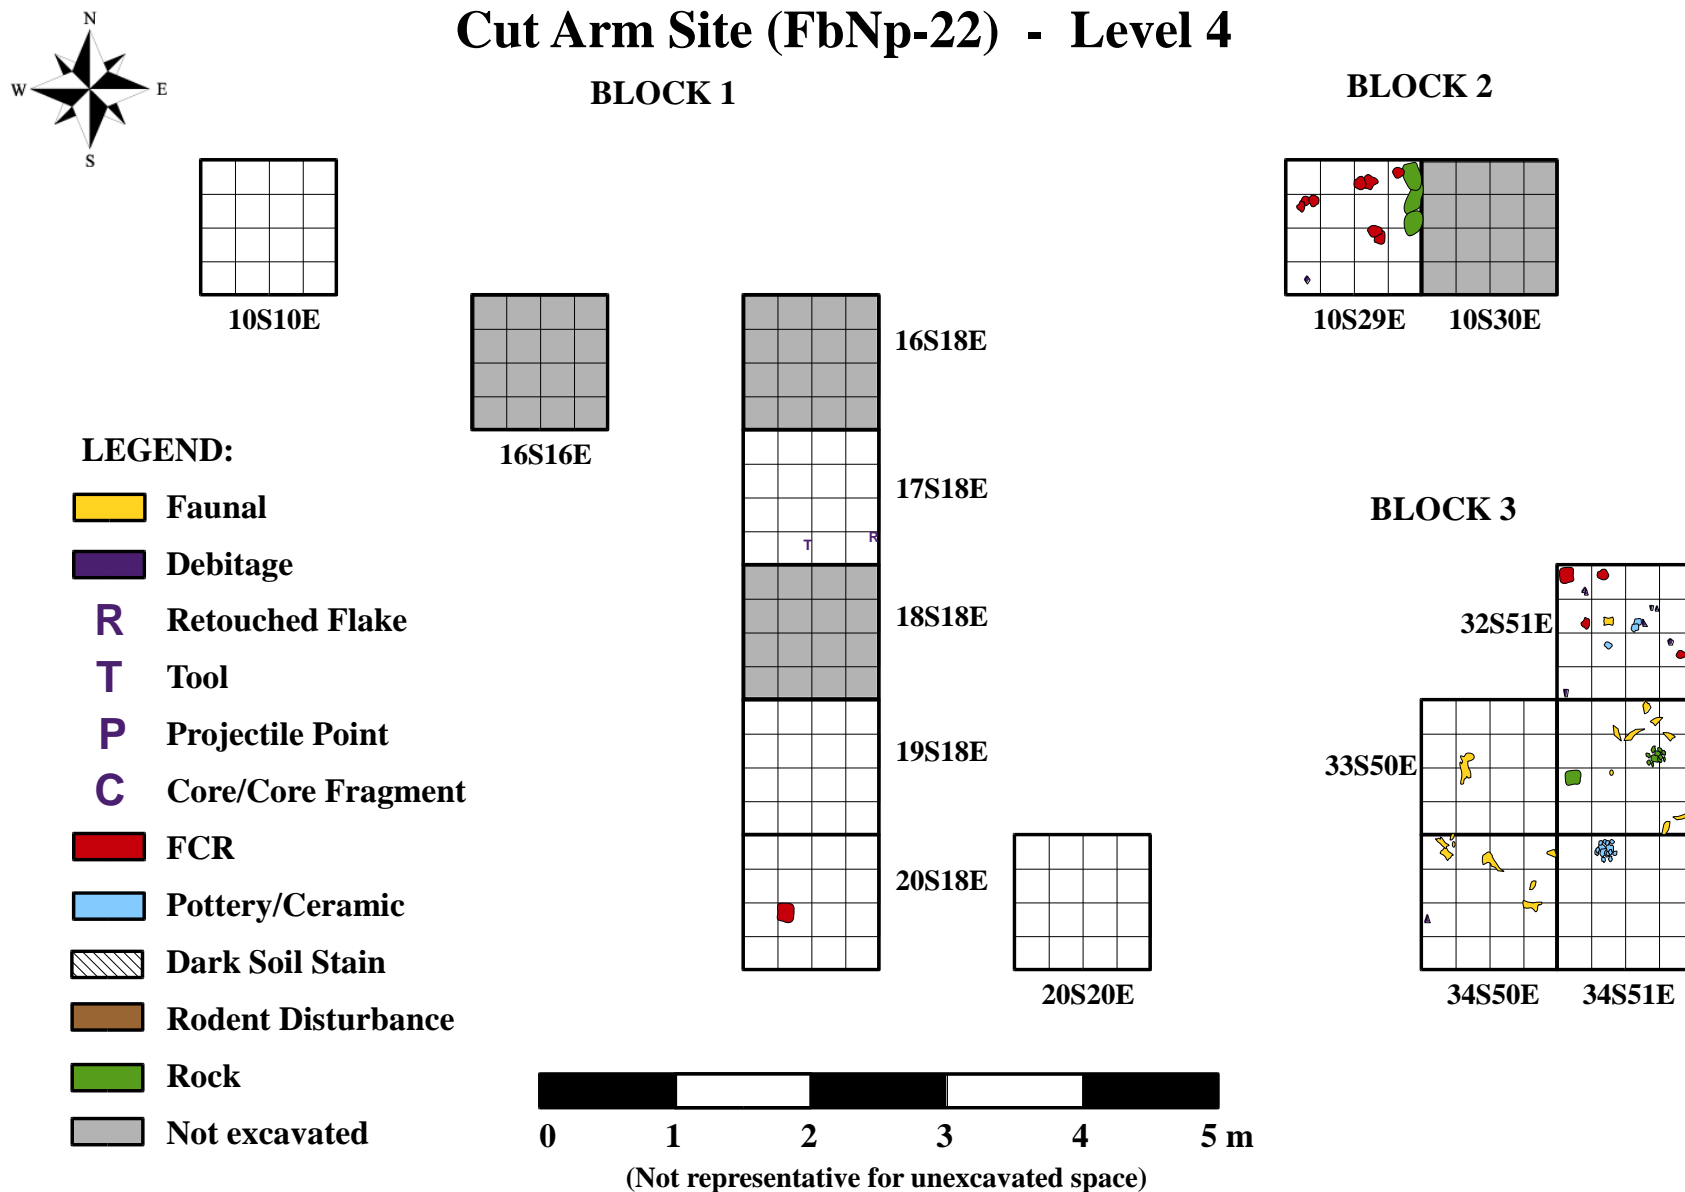 Cut Arm Site (FbNp-22) - Level 4
N
W E
S
BLOCK 1
BLOCK 2
10S10E
10S29E 10S30E
16S18E
16S16E
17S18E
T R
18S18E
19S18E
20S18E
20S20E
BLOCK 3
32S51E
33S50E
34S50E 34S51E
LEGEND:
Faunal
Debitage
R Retouched Flake
T Tool
P Projectile Point
C Core/Core Fragment
FCR
Pottery/Ceramic
Dark Soil Stain
Rodent Disturbance
Rock
Not excavated
0 1 2 3 4 5 m
(Not representative for unexcavated space)